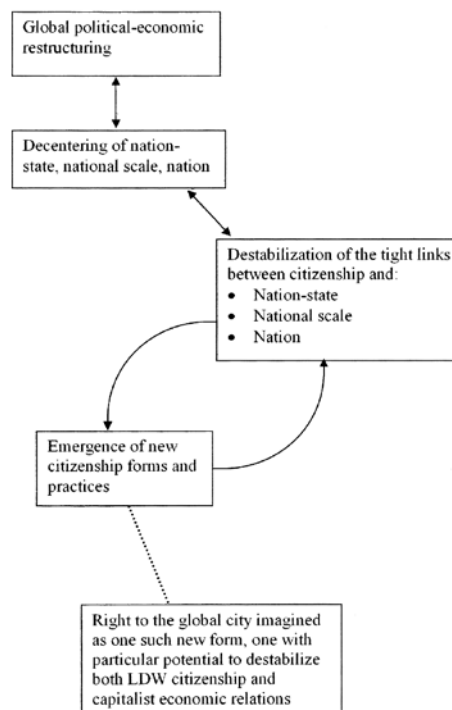 Global political-economic
restructuring
Decentering of nation-
state, national scale, nation
Destabilization of the tight links
between citizenship and:
• Nation-state
• National scale
• Nation
Emergence of new
citizenship forms and
practices
Right to the global city imagined
as one such new form, one with
particular potential to destabilize
both LDW citizenship and
capitalist economic relations